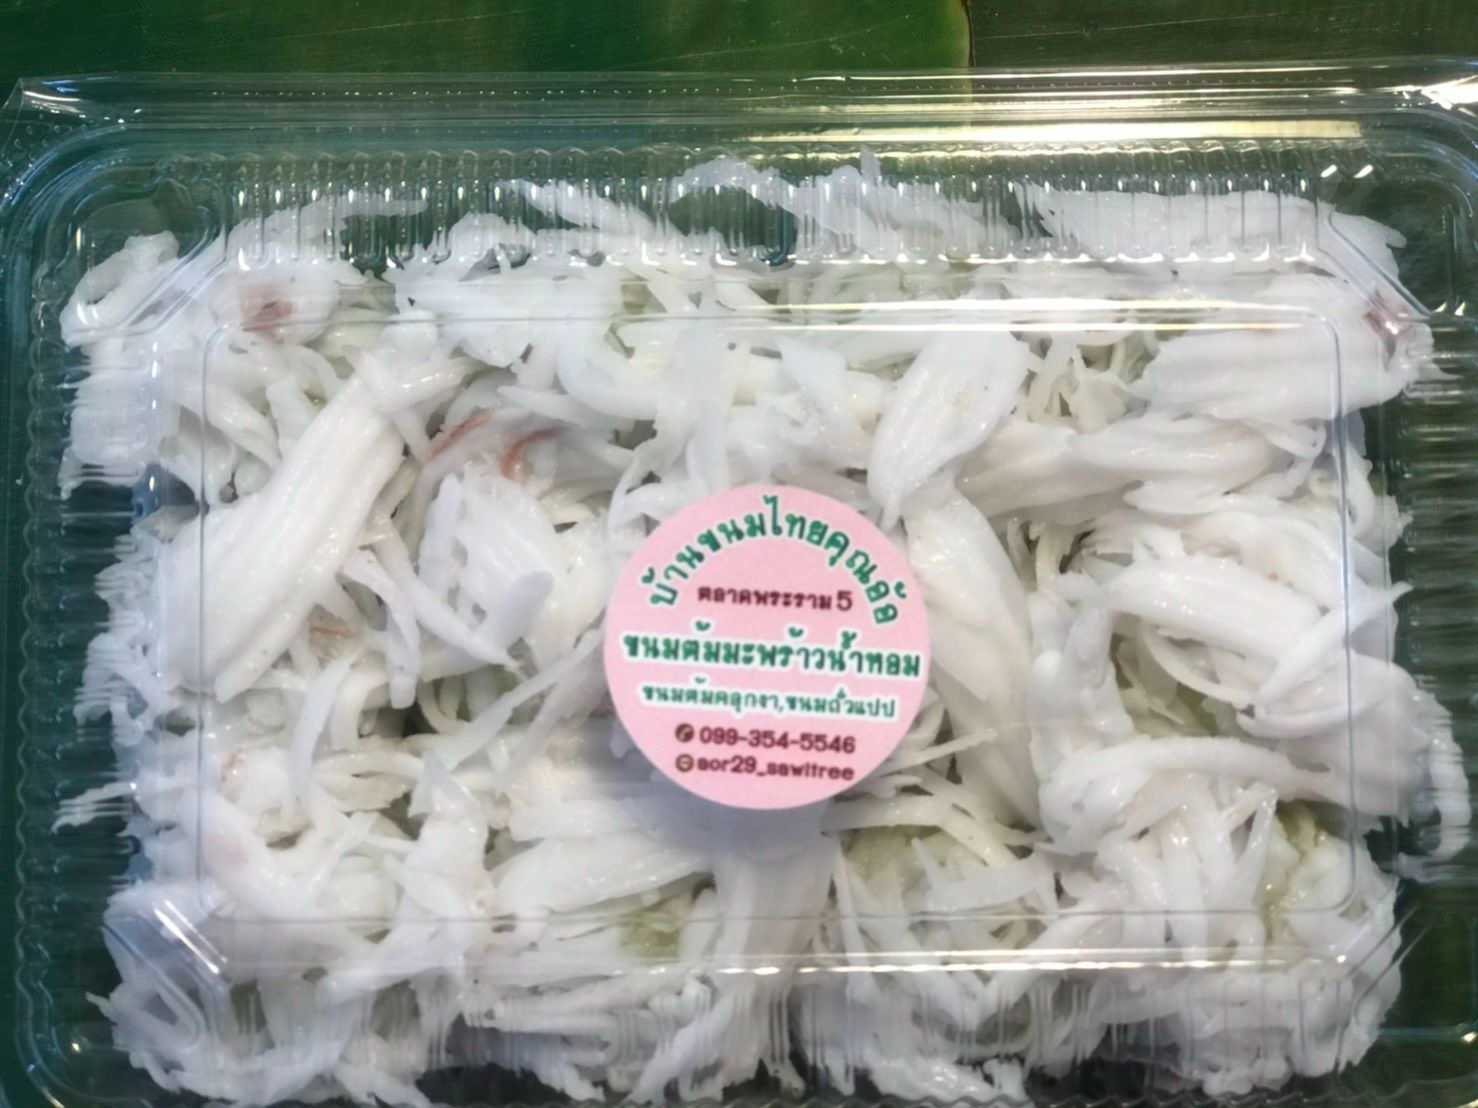 บ้านขนมไทยคุณอ้อ
ตลาดพระราม 5
ขนมต้มมะพร้าวน้ำหอม
ขนมต้มคลุกงา,ขนมถั่วแปบ
099-354-5546
aor29_sawitree